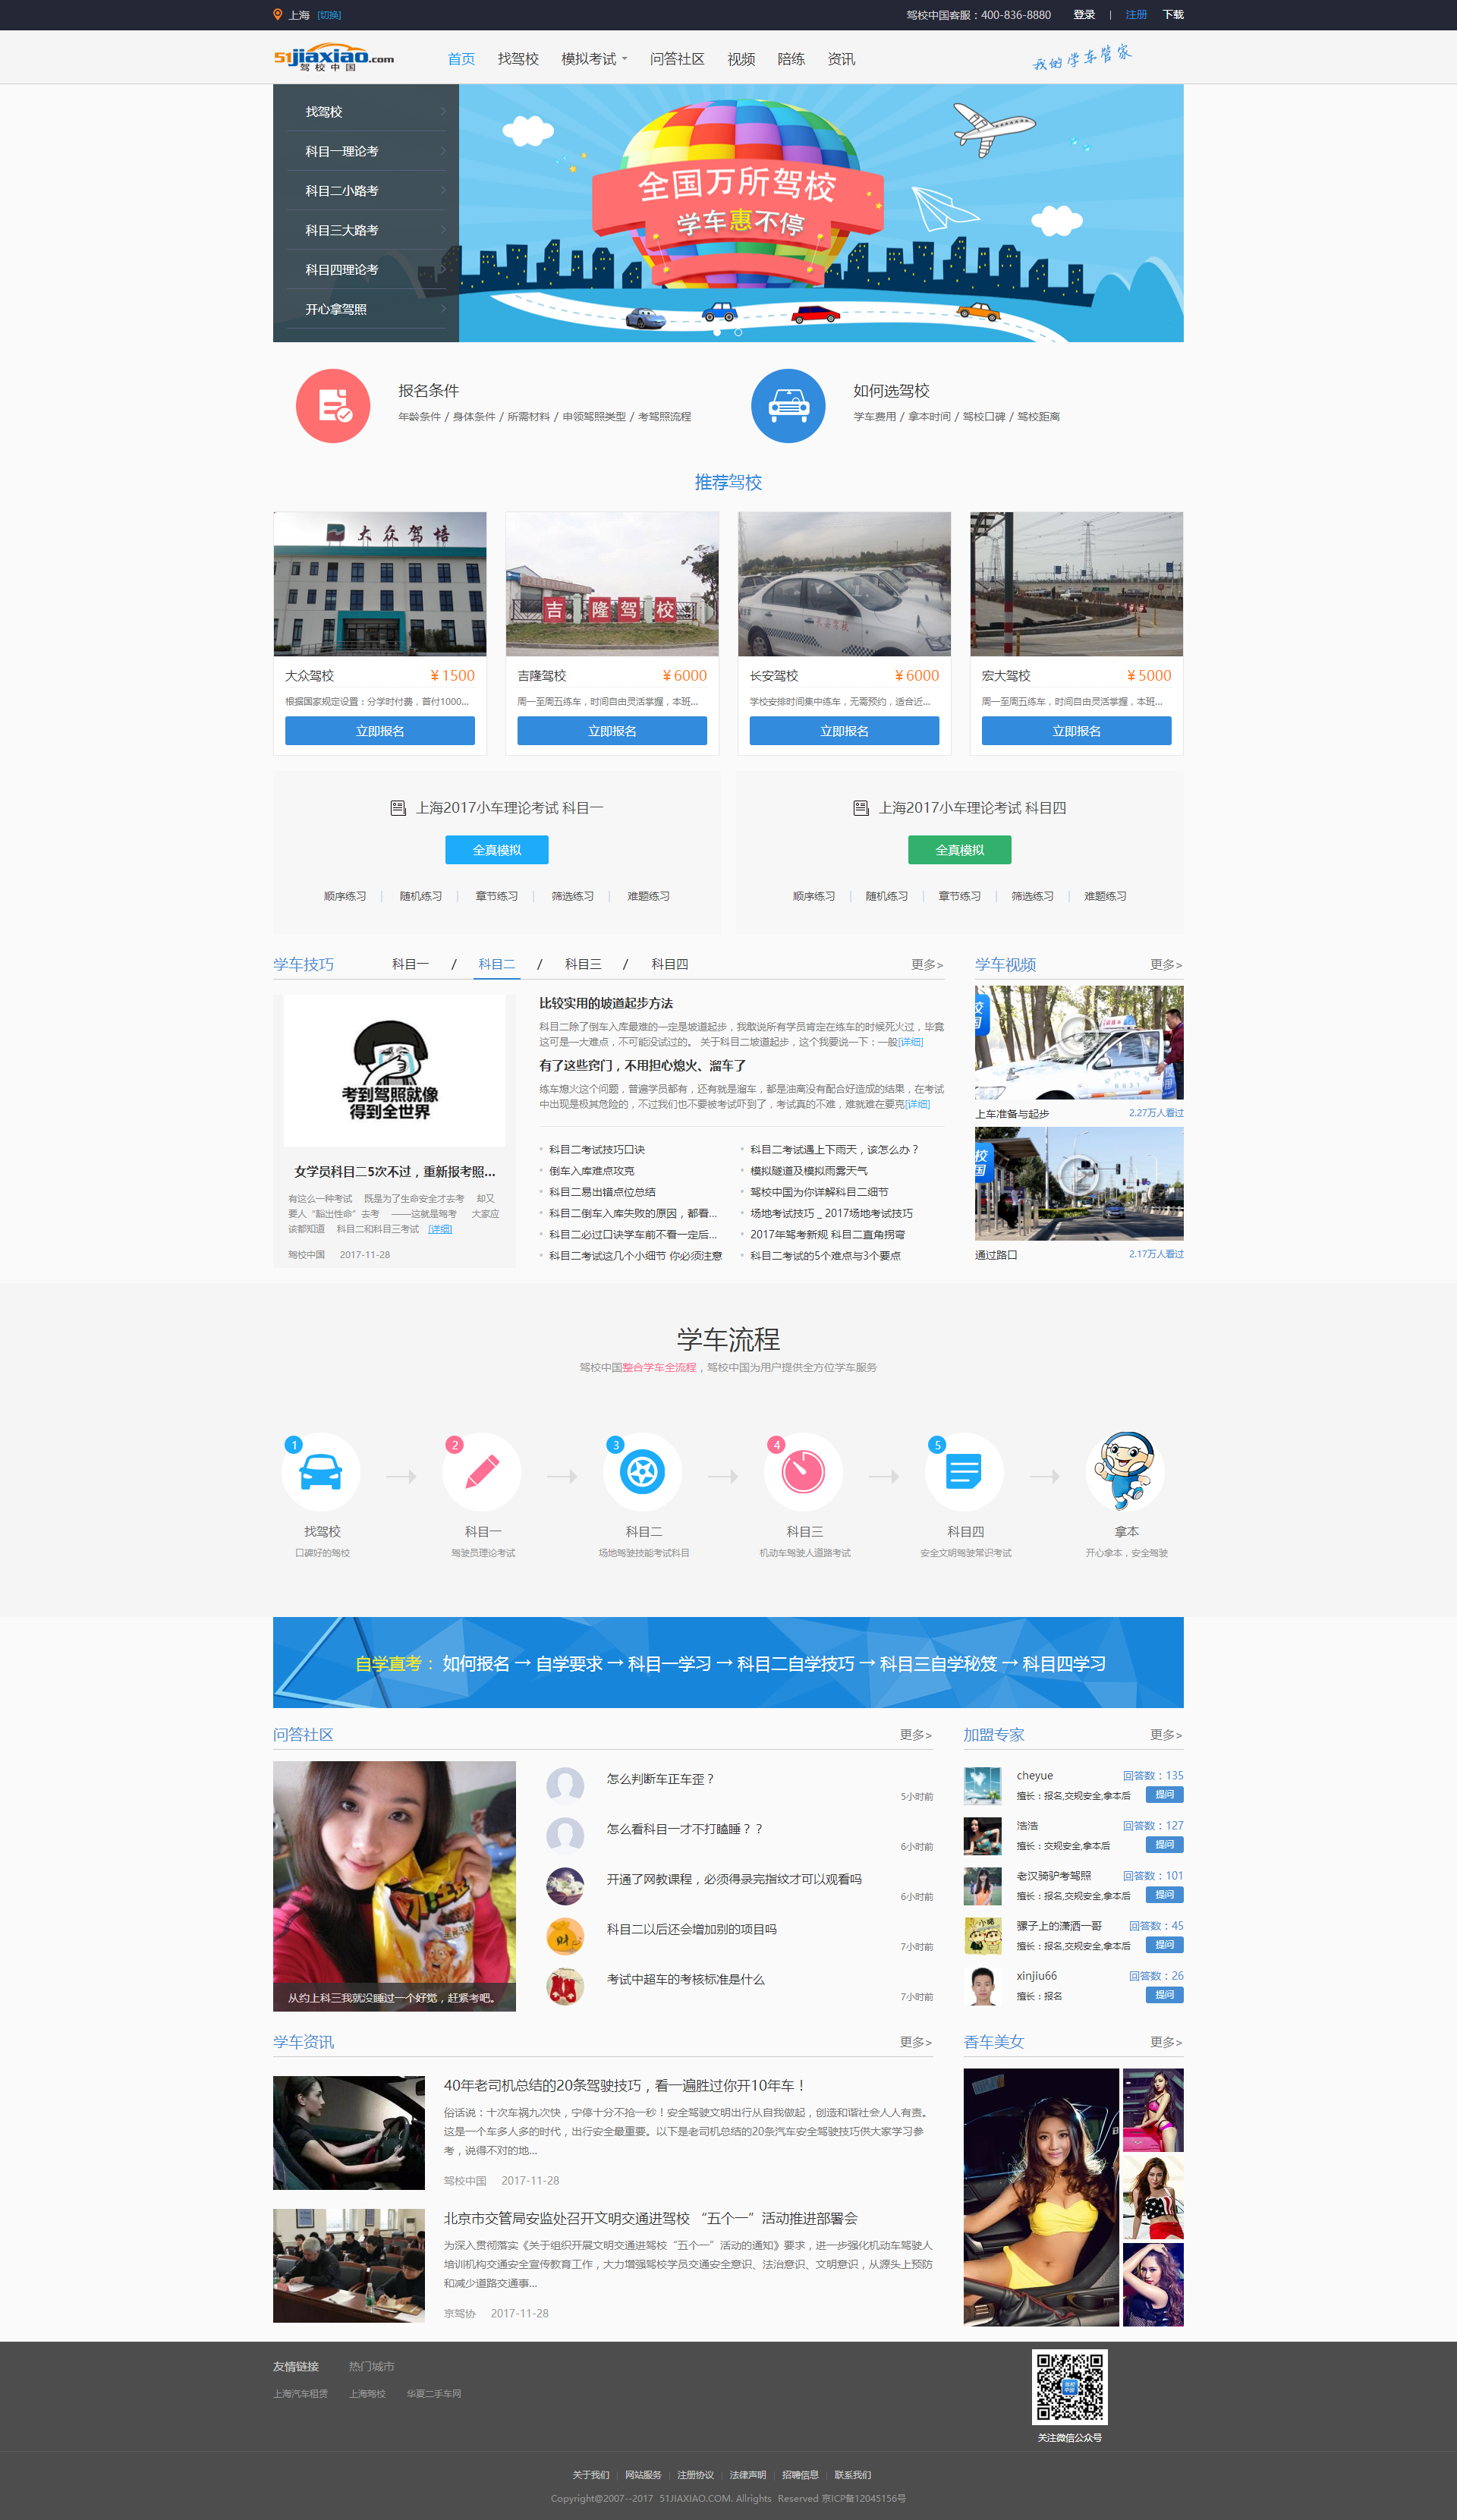 上海 [切换]
驾校中国客服：400-836-8880 登录 | 注册 下载
51jiaxiao.com
驾校中国
首页 找驾校 模拟考试 问答社区 视频 陪练 资讯
我的学车管家
找驾校
科目一理论考
科目二小路考
科目三大路考
科目四理论考
开心拿驾照
全国万所驾校
学车惠不停
报名条件
年龄条件 / 身体条件 / 所需材料 / 申领驾照类型 / 考驾照流程
如何选驾校
学车费用 / 拿本时间 / 驾校口碑 / 驾校距离
推荐驾校
大众驾培
吉隆驾校
长安驾校
大众驾校 ￥1500
根据国家规定设置：分学时付费，首付1000...
立即报名
吉隆驾校 ￥6000
周一至周五练车，时间自由灵活掌握，本班...
立即报名
长安驾校 ￥6000
学校安排时间集中练车，无需预约，适合近...
立即报名
宏大驾校 ￥5000
周一至周五练车，时间自由灵活掌握，本班...
立即报名
上海2017小车理论考试 科目一
全真模拟
顺序练习 | 随机练习 | 章节练习 | 筛选练习 | 难题练习
上海2017小车理论考试 科目四
全真模拟
顺序练习 | 随机练习 | 章节练习 | 筛选练习 | 难题练习
学车技巧 科目一 / 科目二 / 科目三 / 科目四 更多>
考到驾照就像
得到全世界
女学员科目二5次不过，重新报考照...
有这么一种考试 既是为了生命安全才去考 却又
要人“豁出性命”去考 ——这就是驾考 大家应
该都知道 科目二和科目三考试 [详细]
驾校中国 2017-11-28
比较实用的坡道起步方法
科目二除了倒车入库最难的一定是坡道起步，我敢说所有学员肯定在练车的时候死火过，毕竟
这可是一大难点，不可能没试过的。 关于科目二坡道起步，这个我要说一下：一般[详细]
有了这些窍门，不用担心熄火、溜车了
练车熄火这个问题，普遍学员都有，还有就是溜车，都是油离没有配合好造成的结果，在考试
中出现是极其危险的，不过我们也不要被考试吓到了，考试真的不难，难就难在要克[详细]
科目二考试技巧口诀
倒车入库难点攻克
科目二易出错点位总结
科目二倒车入库失败的原因，都看...
科目二必过口诀学车前不看一定后...
科目二考试这几个小细节 你必须注意
科目二考试遇上下雨天，该怎么办？
模拟隧道及模拟雨雾天气
驾校中国为你详解科目二细节
场地考试技巧 _ 2017场地考试技巧
2017年驾考新规 科目二直角拐弯
科目二考试的5个难点与3个要点
学车视频 更多>
上车准备与起步 2.27万人看过
通过路口 2.17万人看过
学车流程
驾校中国整合学车全流程，驾校中国为用户提供全方位学车服务
1 2 3 4 5
找驾校 科目一 科目二 科目三 科目四 拿本
口碑好的驾校 驾驶员理论考试 场地驾驶技能考试科目 机动车驾驶人道路考试 安全文明驾驶常识考试 开心拿本，安全驾驶
自学直考： 如何报名 → 自学要求 → 科目一学习 → 科目二自学技巧 → 科目三自学秘笈 → 科目四学习
问答社区 更多>
从约上科三我就没睡过一个好觉，赶紧考吧。
怎么判断车正车歪？
5小时前
怎么看科目一才不打瞌睡？？
6小时前
开通了网教课程，必须得录完指纹才可以观看吗
6小时前
科目二以后还会增加别的项目吗
7小时前
考试中超车的考核标准是什么
7小时前
加盟专家 更多>
cheyue 回答数：135
擅长：报名,交规安全,拿本后 提问
浩浩 回答数：127
擅长：交规安全,拿本后 提问
老汉骑驴考驾照 回答数：101
擅长：报名,交规安全,拿本后 提问
骡子上的潇洒一哥 回答数：45
擅长：报名,交规安全,拿本后 提问
xinjiu66 回答数：26
擅长：报名 提问
学车资讯 更多>
40年老司机总结的20条驾驶技巧，看一遍胜过你开10年车！
俗话说：十次车祸九次快，宁停十分不抢一秒！安全驾驶文明出行从自我做起，创造和谐社会人人有责。
这是一个车多人多的时代，出行安全最重要。以下是老司机总结的20条汽车安全驾驶技巧供大家学习参
考，说得不对的地...
驾校中国 2017-11-28
北京市交管局安监处召开文明交通进驾校 “五个一”活动推进部署会
为深入贯彻落实《关于组织开展文明交通进驾校“五个一”活动的通知》要求，进一步强化机动车驾驶人
培训机构交通安全宣传教育工作，大力增强驾校学员交通安全意识、法治意识、文明意识，从源头上预防
和减少道路交通事...
京驾协 2017-11-28
香车美女 更多>
友情链接 热门城市
上海汽车租赁 上海驾校 华夏二手车网
关注微信公众号
关于我们 | 网站服务 | 注册协议 | 法律声明 | 招聘信息 | 联系我们
Copyright@2007--2017 51JIAXIAO.COM. Allrights Reserved 京ICP备12045156号